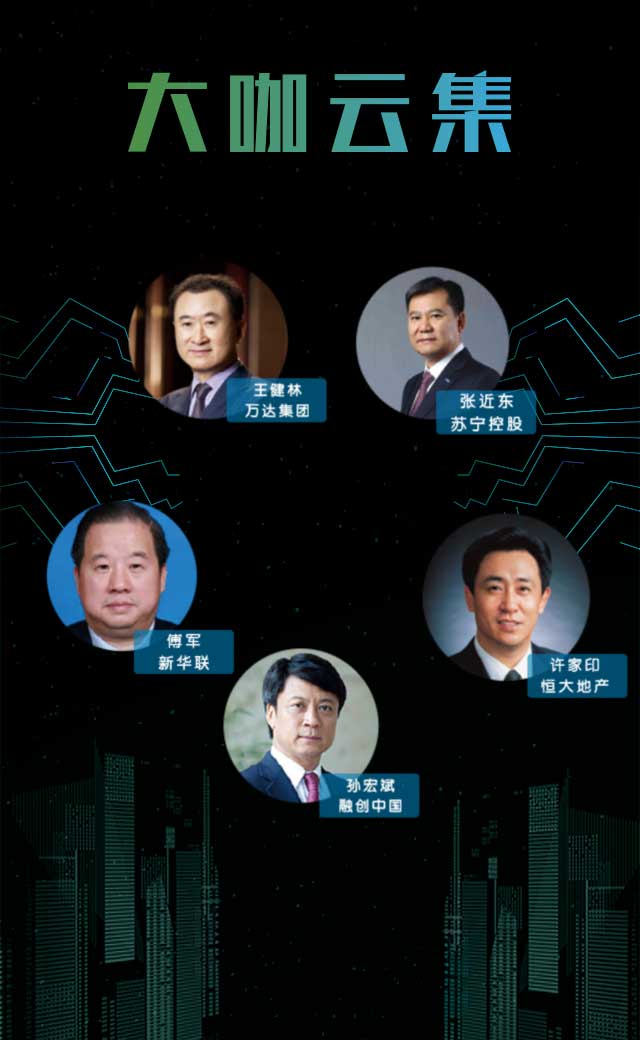 大咖云集
王健林
万达集团
张近东
苏宁控股
傅军
新华联
许家印
恒大地产
孙宏斌
融创中国